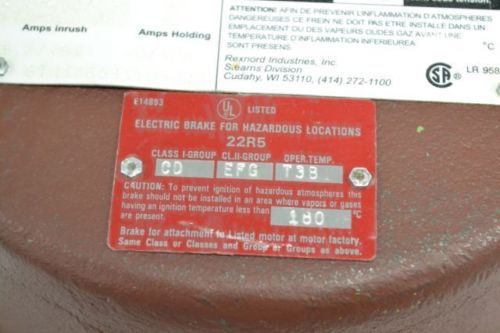 ATTENTION: AFIN DE PREVENIR L'INFLAMMATION D'ATMOSPHERES
DANGEREUSES CE FREIN NE DOIT PAS ETRE INSTALLE DANS UN
EMPLACEMENT OU DES VAPEURS OUDES GAZ AVANT UNE
TEMPERATURE D'INFLAMMATION INFERIEUREA
°C
SONT PRESENTS.
Amps inrush Amps Holding
Rexnord Industries, Inc.
Stearns Division
Cudahy, WI 53110, (414) 272-1100
SA
LR 958
E14893
UL LISTED
ELECTRIC BRAKE FOR HAZARDOUS LOCATIONS
22R5
CLASS I-GROUP CL.II-GROUP OPER.TEMP.
CD EFG T3B
CAUTION: To prevent ignition of hazardous atmospheres this
brake should not be installed in an area where vapors or gases
having an ignition temperature less than 180 °C
are present.
Brake for attachment to Listed motor at motor factory.
Same Class or Classes and Group or Groups as above.